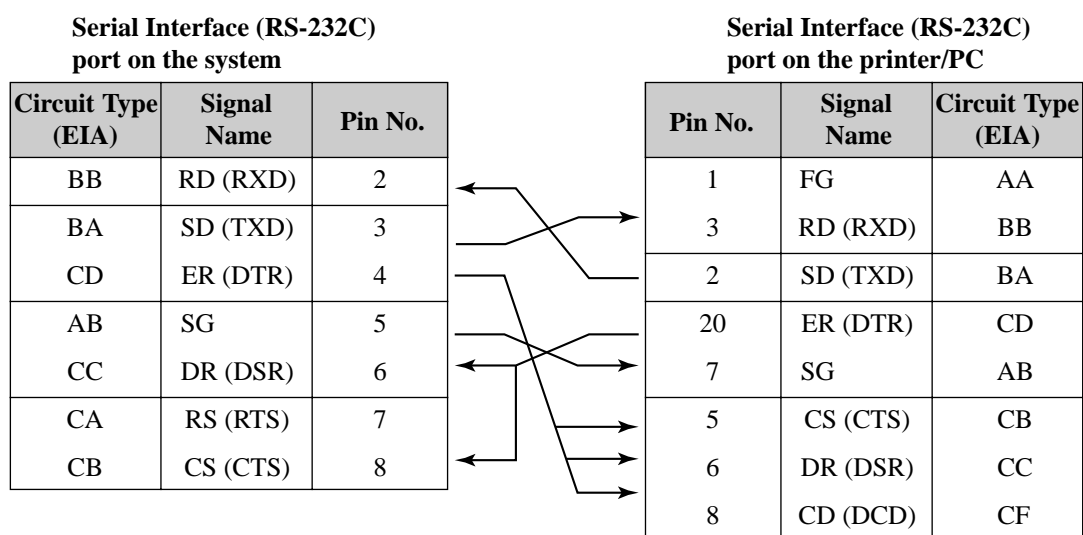 Serial Interface (RS-232C)
port on the system
Circuit Type (EIA) Signal Name Pin No.
BB RD (RXD) 2
BA SD (TXD) 3
CD ER (DTR) 4
AB SG 5
CC DR (DSR) 6
CA RS (RTS) 7
CB CS (CTS) 8
Serial Interface (RS-232C)
port on the printer/PC
Pin No. Signal Name Circuit Type (EIA)
1 FG AA
3 RD (RXD) BB
2 SD (TXD) BA
20 ER (DTR) CD
7 SG AB
5 CS (CTS) CB
6 DR (DSR) CC
8 CD (DCD) CF